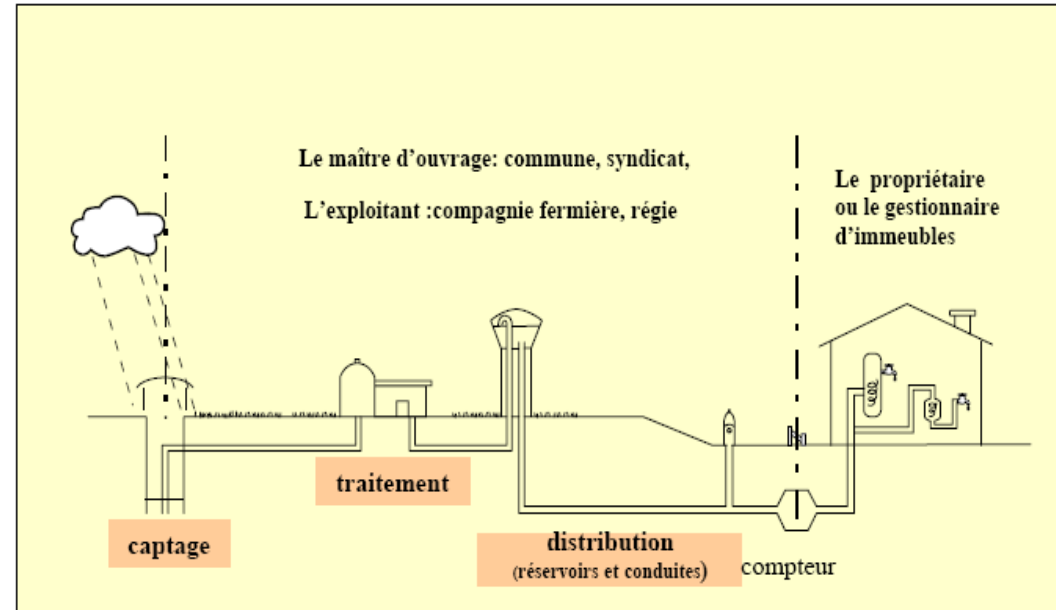 Le maître d'ouvrage: commune, syndicat,
L'exploitant :compagnie fermière, régie
Le propriétaire
ou le gestionnaire
d'immeubles
traitement
captage
distribution
(réservoirs et conduites)
compteur